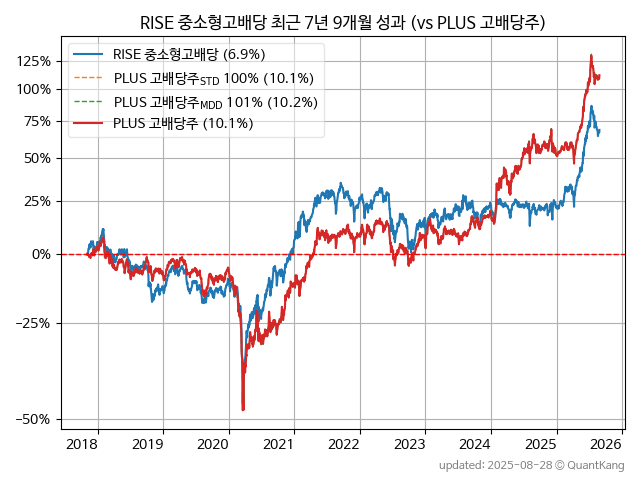 RISE 중소형고배당 최근 7년 9개월 성과 (vs PLUS 고배당주)
RISE 중소형고배당 (6.9%)
PLUS 고배당주STD 100% (10.1%)
PLUS 고배당주MDD 101% (10.2%)
PLUS 고배당주 (10.1%)
125%
100%
75%
50%
25%
0%
−25%
−50%
2018 2019 2020 2021 2022 2023 2024 2025 2026
updated: 2025-08-28 © QuantKang